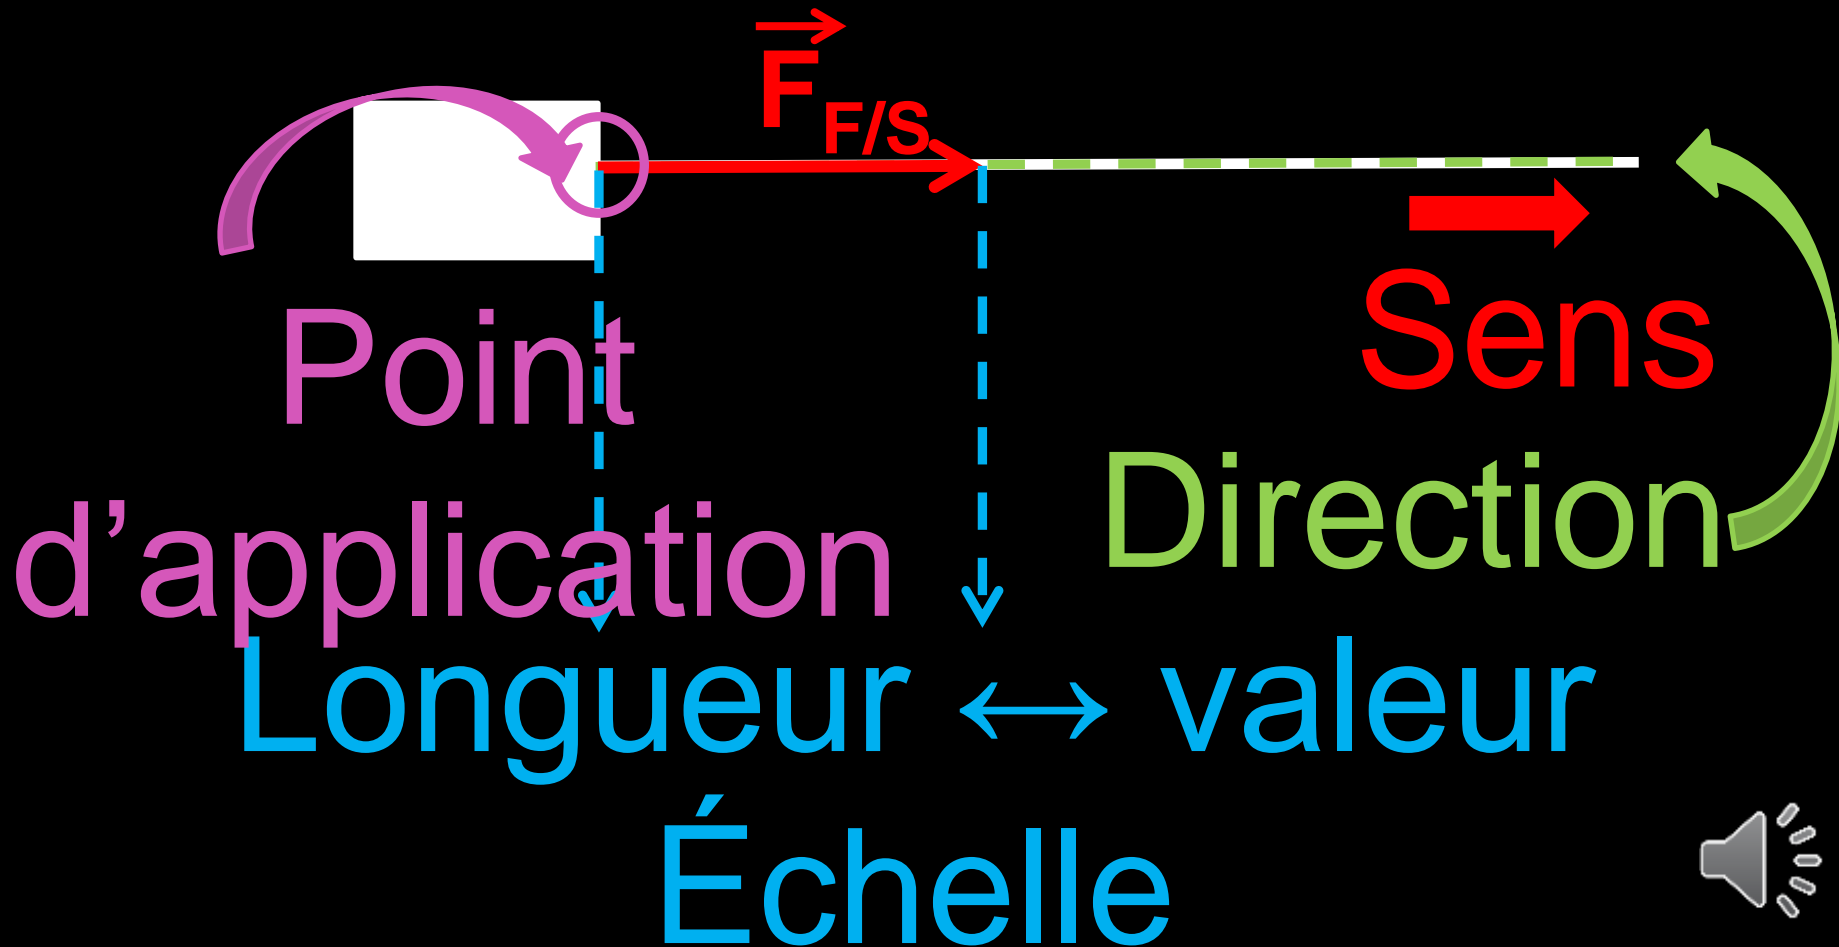 F F/S
Sens
Point
d’application
Direction
Longueur ↔ valeur
Échelle